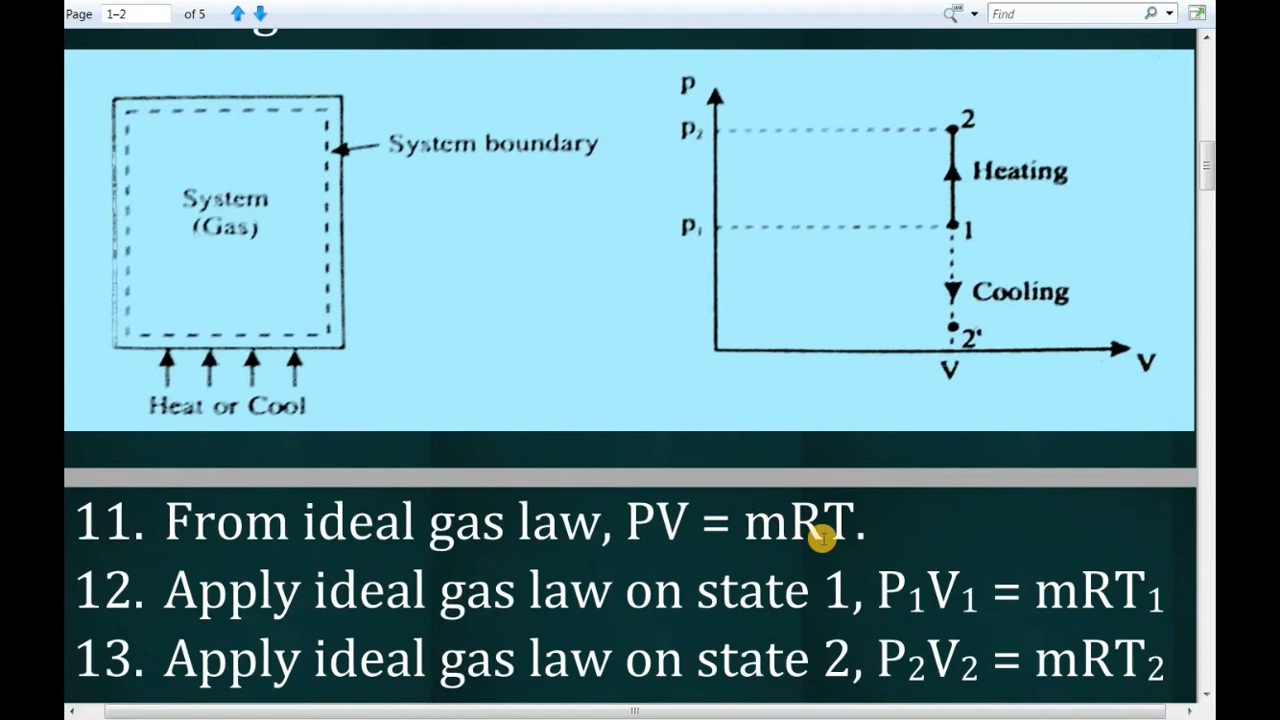 Page 1–2 of 5 Find
System boundary
System
(Gas)
Heat or Cool
P
P₂
P₁
2
Heating
1
Cooling
2'
V
V
11. From ideal gas law, PV = mRT.
12. Apply ideal gas law on state 1, P₁V₁ = mRT₁
13. Apply ideal gas law on state 2, P₂V₂ = mRT₂